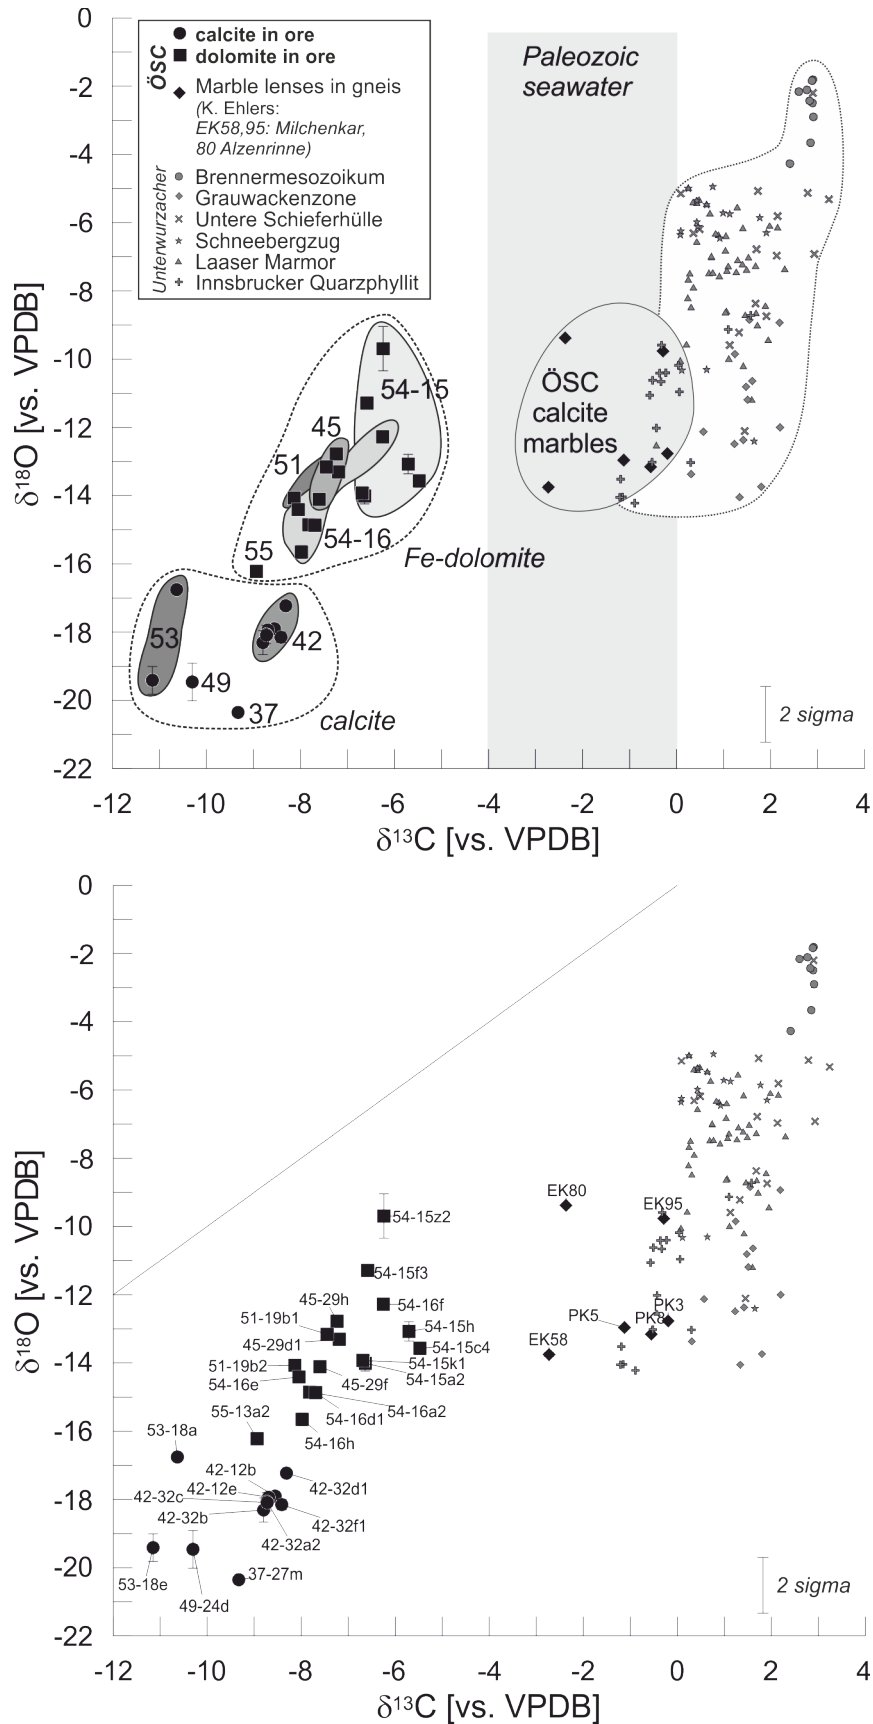 0
-2
-4
-6
-8
-10
-12
-14
-16
-18
-20
-22
δ18O [vs. VPDB]
ÖSC
calcite in ore
dolomite in ore
Marble lenses in gneis
(K. Ehlers:
EK58,95: Milchenkar,
80 Alzenrinne)
Unterwurzacher
Brennermesozoikum
Grauwackenzone
Untere Schieferhülle
Schneebergzug
Laaser Marmor
Innsbrucker Quarzphyllit
Paleozoic
seawater
ÖSC
calcite
marbles
54-15
45
51
54-16
55
Fe-dolomite
53
42
49
37
calcite
2 sigma
-12 -10 -8 -6 -4 -2 0 2 4
δ13C [vs. VPDB]
0
-2
-4
-6
-8
-10
-12
-14
-16
-18
-20
-22
δ18O [vs. VPDB]
EK80
EK95
54-15z2
54-15f3
45-29h
54-16f
51-19b1
54-15h
PK5
PK8
PK3
45-29d1
54-15c4
EK58
51-19b2
54-15k1
54-16e
45-29f
54-15a2
55-13a2
54-16d1
54-16a2
53-18a
54-16h
42-12b
42-12e
42-32d1
42-32c
42-32b
42-32f1
42-32a2
53-18e
37-27m
49-24d
2 sigma
-12 -10 -8 -6 -4 -2 0 2 4
δ13C [vs. VPDB]